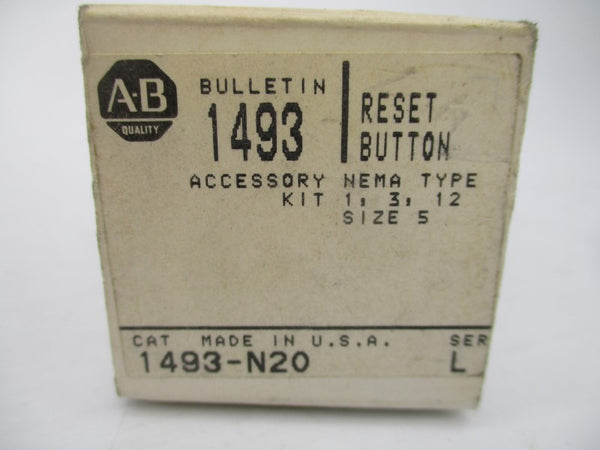 A-B
QUALITY
BULLETIN
1493
RESET
BUTTON
ACCESSORY NEMA TYPE
KIT 1, 3, 12
SIZE 5
CAT MADE IN U.S.A. SER
1493-N20 L